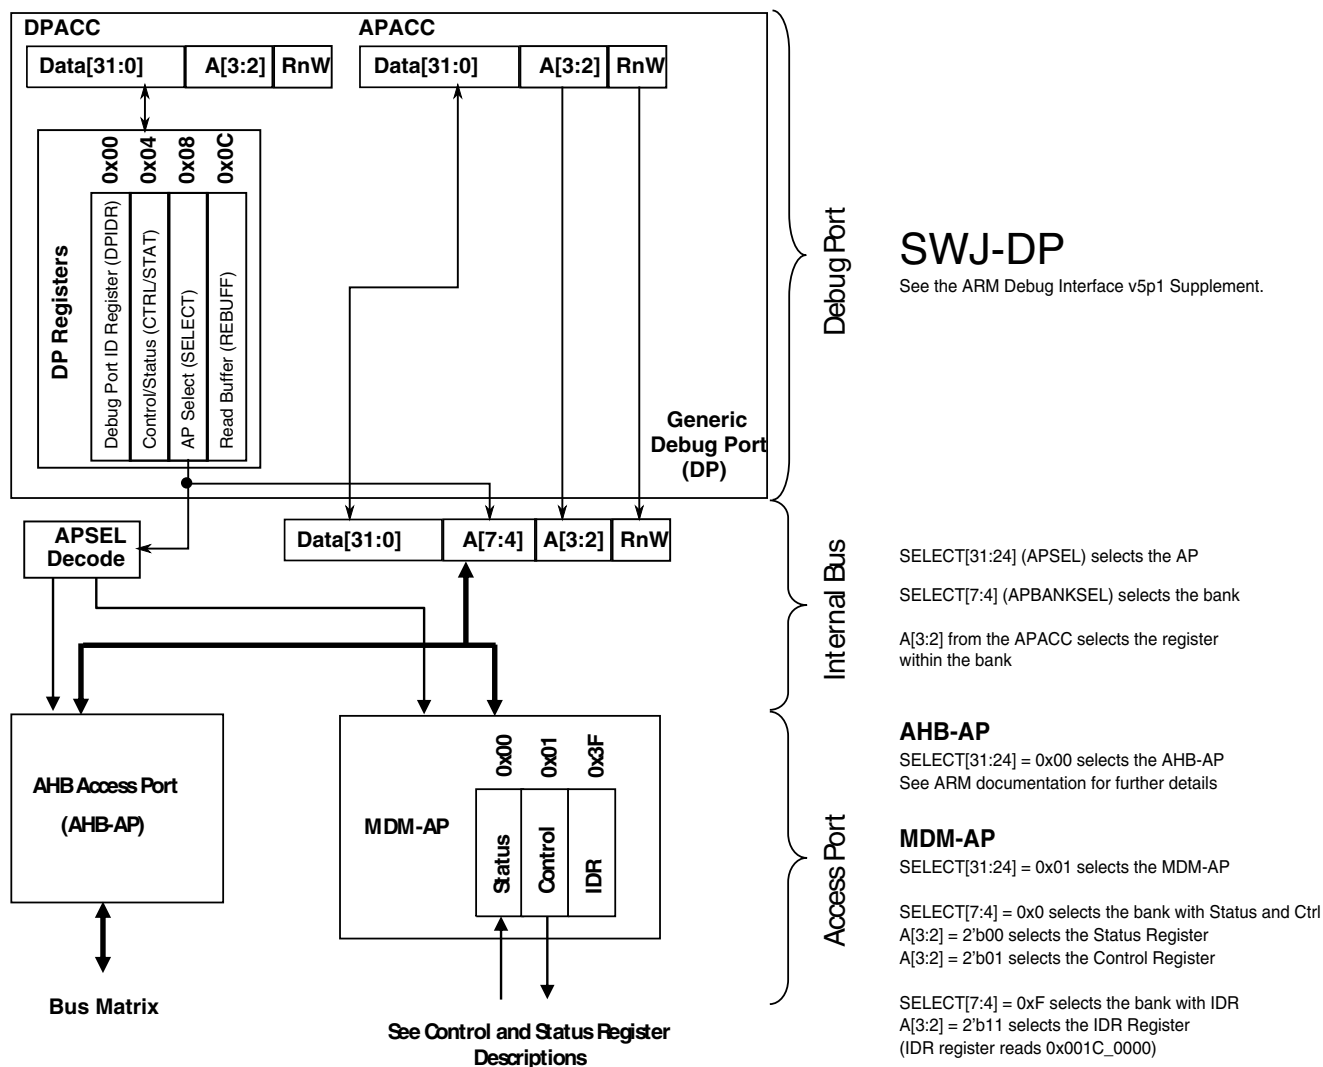 DPACC
APACC
Data[31:0] A[3:2] RnW
Data[31:0] A[3:2] RnW
0x00 0x04 0x08 0x0C
DP Registers
Debug Port ID Register (DPIDR)
Control/Status (CTRL/STAT)
AP Select (SELECT)
Read Buffer (REBUFF)
Generic
Debug Port
(DP)
Debug Port
SWJ-DP
See the ARM Debug Interface v5p1 Supplement.
APSEL
Decode
Data[31:0] A[7:4] A[3:2] RnW
Internal Bus
SELECT[31:24] (APSEL) selects the AP
SELECT[7:4] (APBANKSEL) selects the bank
A[3:2] from the APACC selects the register
within the bank
AHB Access Port
(AHB-AP)
Bus Matrix
MDM-AP
0x00 0x01 0x3F
Status
Control
IDR
See Control and Status Register
Descriptions
Access Port
AHB-AP
SELECT[31:24] = 0x00 selects the AHB-AP
See ARM documentation for further details
MDM-AP
SELECT[31:24] = 0x01 selects the MDM-AP
SELECT[7:4] = 0x0 selects the bank with Status and Ctrl
A[3:2] = 2'b00 selects the Status Register
A[3:2] = 2'b01 selects the Control Register
SELECT[7:4] = 0xF selects the bank with IDR
A[3:2] = 2'b11 selects the IDR Register
(IDR register reads 0x001C_0000)